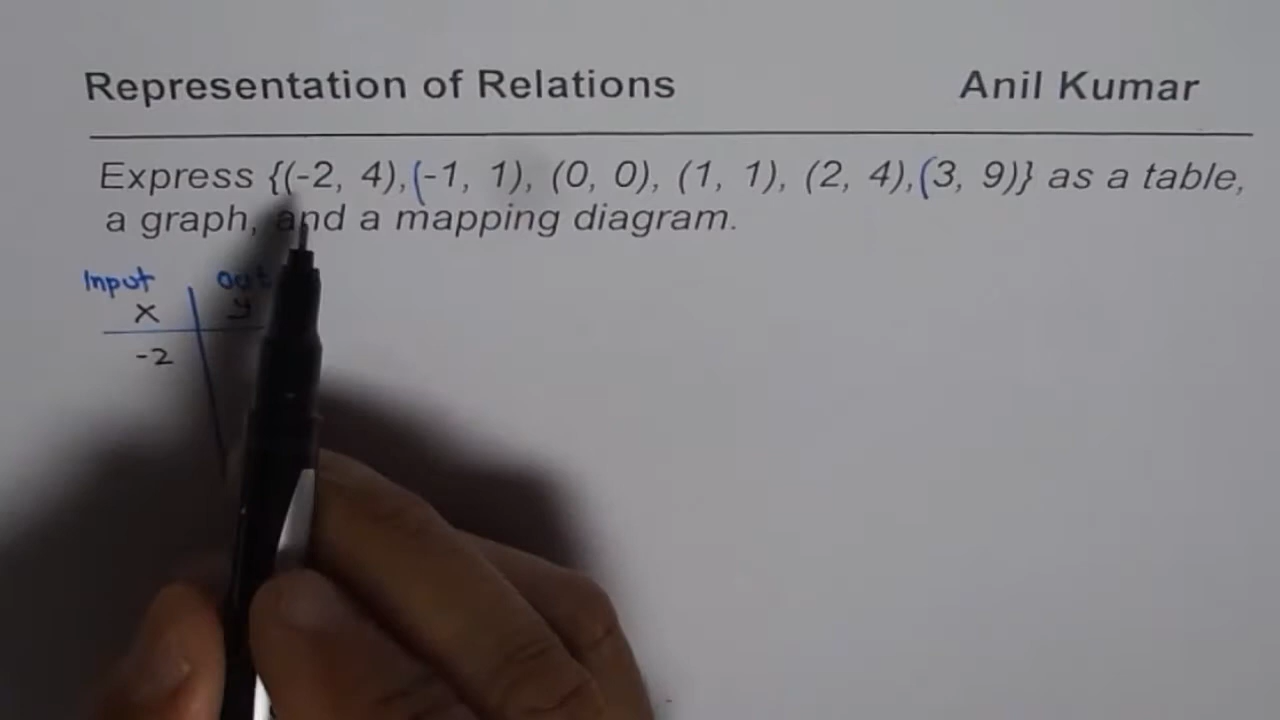 Representation of Relations Anil Kumar
Express {(-2, 4),(-1, 1), (0, 0), (1, 1), (2, 4),(3, 9)} as a table,
a graph, and a mapping diagram.
Input
x y
-2